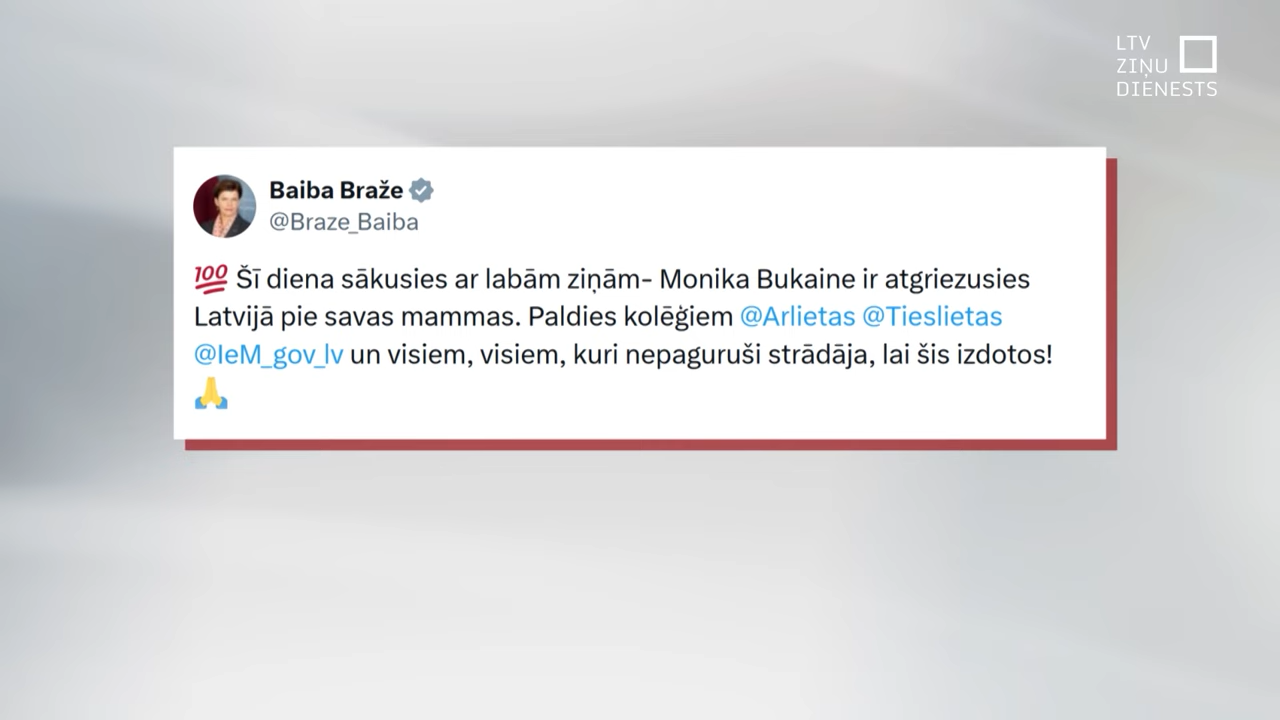 LTV
ZIŅU
DIENESTS
Baiba Braže
@Braze_Baiba
💯 Šī diena sākusies ar labām ziņām- Monika Bukaine ir atgriezusies
Latvijā pie savas mammas. Paldies kolēģiem @Arlietas @Tieslietas
@IeM_gov_lv un visiem, visiem, kuri nepaguruši strādāja, lai šis izdotos!
🙏